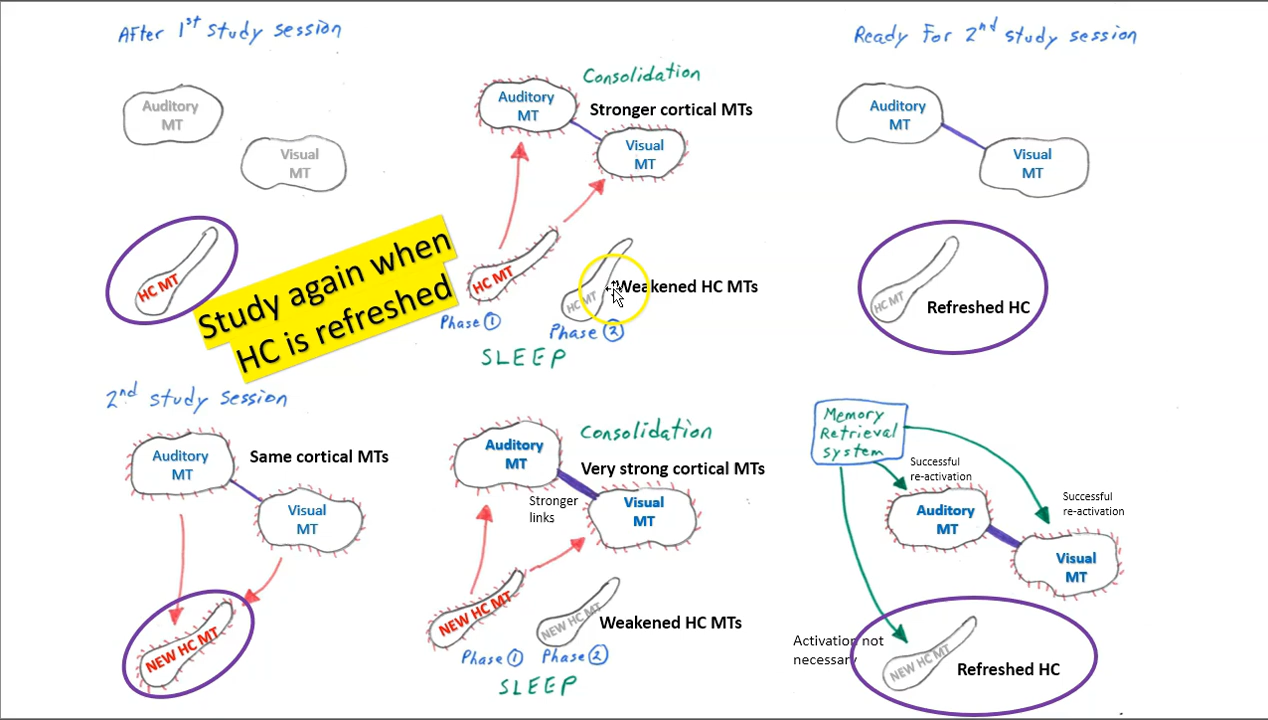 After 1st study session
Auditory
MT
Visual
MT
HC MT
Study again when
HC is refreshed
Consolidation
Auditory
MT
Stronger cortical MTs
Visual
MT
HC MT
HC MT
Weakened HC MTs
Phase 1
Phase 2
SLEEP
Ready for 2nd study session
Auditory
MT
Visual
MT
HC MT
Refreshed HC
2nd study session
Auditory
MT
Same cortical MTs
Visual
MT
NEW HC MT
Consolidation
Auditory
MT
Very strong cortical MTs
Stronger
links
Visual
MT
NEW HC MT
NEW HC MT
Weakened HC MTs
Phase 1
Phase 2
SLEEP
Memory
Retrieval
system
Successful
re-activation
Successful
re-activation
Auditory
MT
Visual
MT
Activation not
necessary
NEW HC MT
Refreshed HC